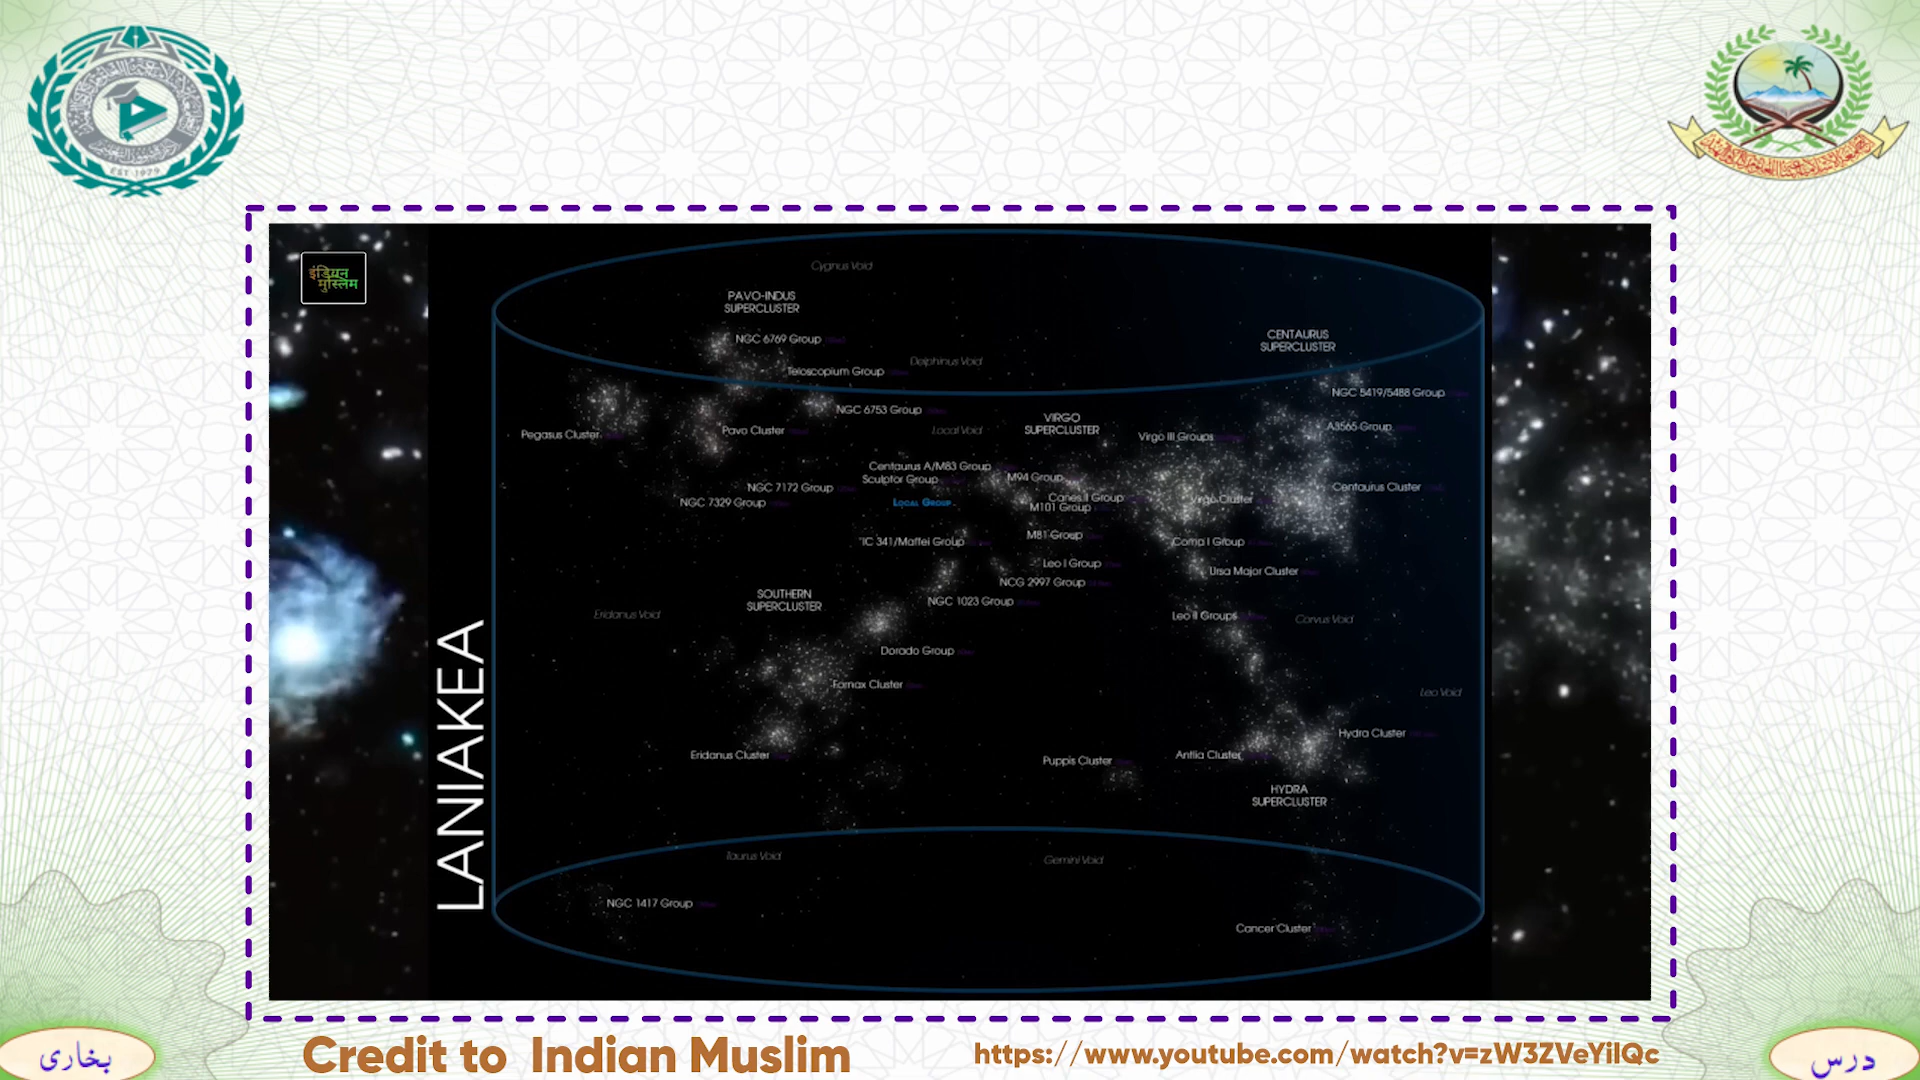 EST 1979
इंडियन
मुस्लिम
Cygnus Void
PAVO-INDUS
SUPERCLUSTER
NGC 6769 Group
CENTAURUS
SUPERCLUSTER
Delphinus Void
Teloscopium Group
NGC 5419/5488 Group
NGC 6753 Group
VIRGO
SUPERCLUSTER
A3565 Group
Pegasus Cluster
Pavo Cluster
Local Void
Virgo III Groups
Centaurus A/M83 Group
Sculptor Group
M94 Group
NGC 7172 Group
Centaurus Cluster
NGC 7329 Group
LOCAL GROUP
Canes I Group
Virgo Cluster
M101 Group
IC 341/Maffei Group
M81 Group
Coma I Group
Leo I Group
Ursa Major Cluster
NCG 2997 Group
SOUTHERN
SUPERCLUSTER
NGC 1023 Group
Eridanus Void
Leo II Groups
Corvus Void
Dorado Group
Fornax Cluster
Leo Void
Hydra Cluster
Eridanus Cluster
Puppis Cluster
Antlia Cluster
HYDRA
SUPERCLUSTER
LANIAKEA
Taurus Void
Gemini Void
NGC 1417 Group
Cancer Cluster
بخاری
Credit to Indian Muslim
https://www.youtube.com/watch?v=zW3ZVeYilQc
درس